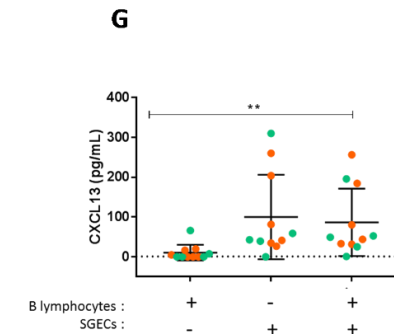 G
**
400
300
200
100
0
CXCL13 (pg/mL)
B lymphocytes : + - +
SGECs : - + +